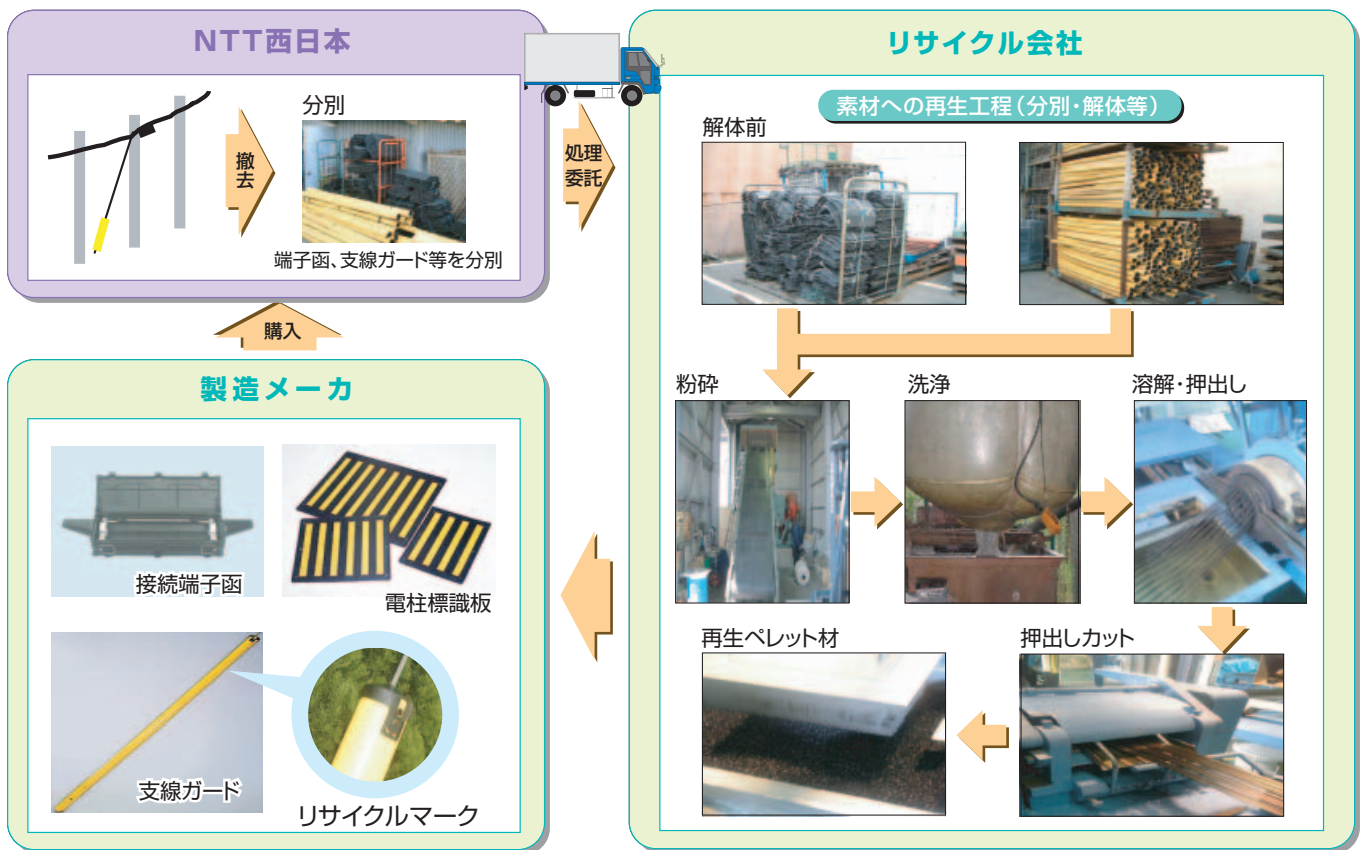 NTT西日本
分別
撤去
端子函、支線ガード等を分別
処理
委託
リサイクル会社
素材への再生工程(分別・解体等)
解体前
粉砕
洗浄
溶解・押出し
押出しカット
再生ペレット材
購入
製造メーカ
接続端子函
電柱標識板
支線ガード
リサイクルマーク